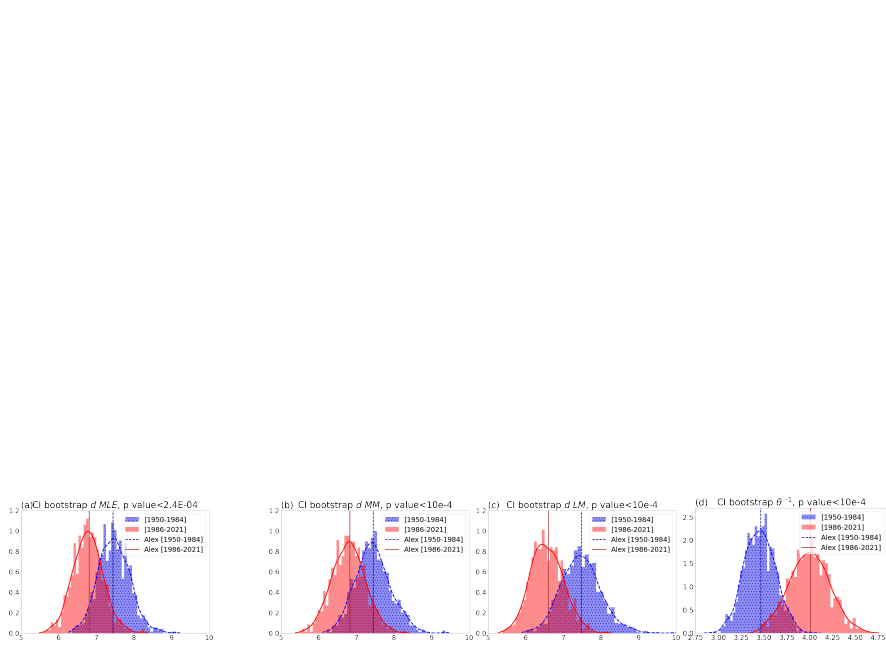 (a)CI bootstrap d MLE, p value<2.4E-04
1.2
1.0
0.8
0.6
0.4
0.2
0.0
5 6 7 8 9 10
[1950-1984]
[1986-2021]
Alex [1950-1984]
Alex [1986-2021]
(b) CI bootstrap d MM, p value<10e-4
1.2
1.0
0.8
0.6
0.4
0.2
0.0
5 6 7 8 9 10
[1950-1984]
[1986-2021]
Alex [1950-1984]
Alex [1986-2021]
(c) CI bootstrap d LM, p value<10e-4
1.2
1.0
0.8
0.6
0.4
0.2
0.0
5 6 7 8 9 10
[1950-1984]
[1986-2021]
Alex [1950-1984]
Alex [1986-2021]
(d) CI bootstrap θ⁻¹, p value<10e-4
2.5
2.0
1.5
1.0
0.5
0.0
2.75 3.00 3.25 3.50 3.75 4.00 4.25 4.50 4.75
[1950-1984]
[1986-2021]
Alex [1950-1984]
Alex [1986-2021]